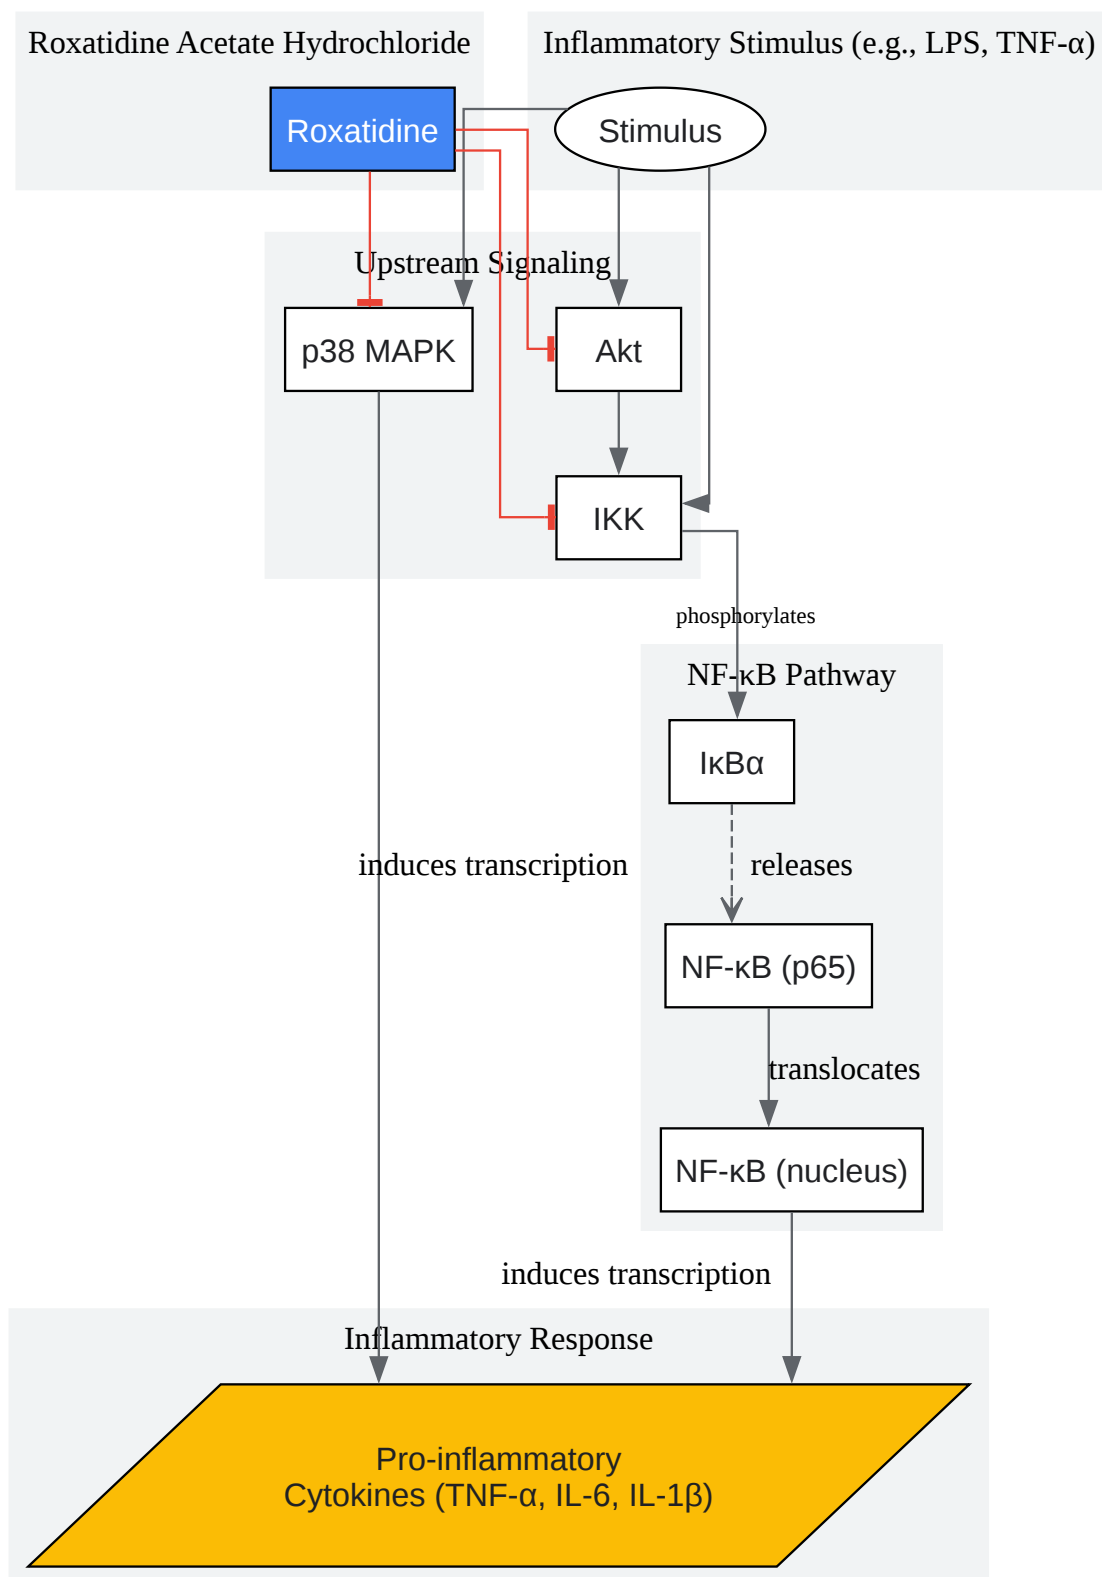 Roxatidine Acetate Hydrochloride
Inflammatory Stimulus (e.g., LPS, TNF-α)
Roxatidine
Stimulus
Upstream Signaling
p38 MAPK
Akt
IKK
phosphorylates
NF-κB Pathway
IκBα
induces transcription
releases
NF-κB (p65)
translocates
NF-κB (nucleus)
induces transcription
Inflammatory Response
Pro-inflammatory
Cytokines (TNF-α, IL-6, IL-1β)